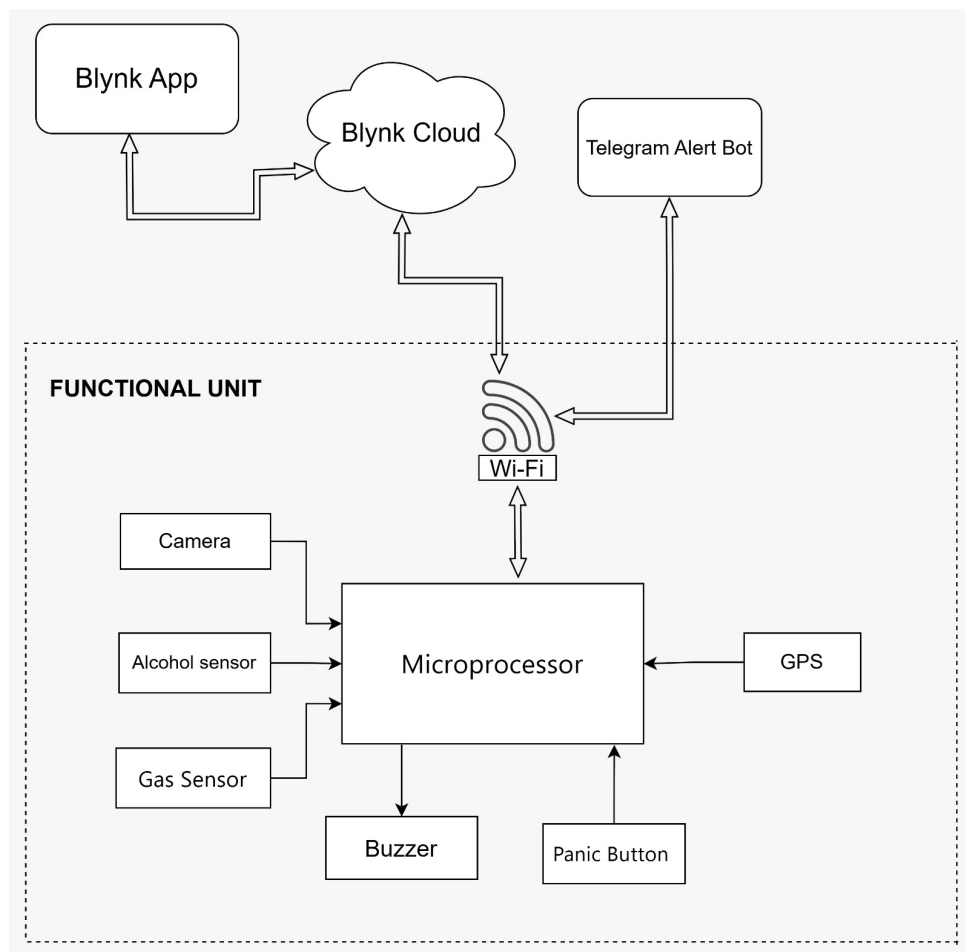 Blynk App
Blynk Cloud
Telegram Alert Bot
FUNCTIONAL UNIT
Wi-Fi
Camera
Alcohol sensor
Microprocessor
GPS
Gas Sensor
Buzzer
Panic Button